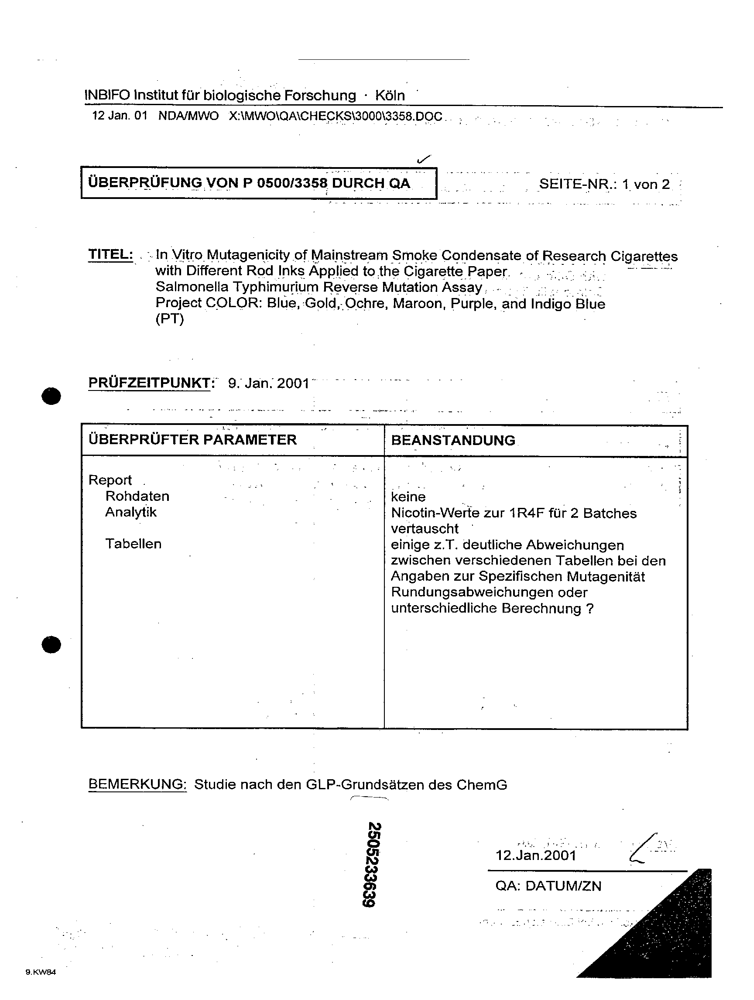 INBIFO Institut für biologische Forschung · Köln
12 Jan. 01 NDA/MWO X:\MWO\QA\CHECKS\3000\3358.DOC
ÜBERPRÜFUNG VON P 0500/3358 DURCH QA
SEITE-NR.: 1 von 2
TITEL: In Vitro Mutagenicity of Mainstream Smoke Condensate of Research Cigarettes
with Different Rod Inks Applied to the Cigarette Paper
Salmonella Typhimurium Reverse Mutation Assay
Project COLOR: Blue, Gold, Ochre, Maroon, Purple, and Indigo Blue
(PT)
PRÜFZEITPUNKT: 9. Jan. 2001
ÜBERPRÜFTER PARAMETER BEANSTANDUNG
Report
Rohdaten keine
Analytik Nicotin-Werte zur 1R4F für 2 Batches
vertauscht
Tabellen einige z.T. deutliche Abweichungen
zwischen verschiedenen Tabellen bei den
Angaben zur Spezifischen Mutagenität
Rundungsabweichungen oder
unterschiedliche Berechnung ?
BEMERKUNG: Studie nach den GLP-Grundsätzen des ChemG
2505233639
12.Jan.2001
QA: DATUM/ZN
9.KW84